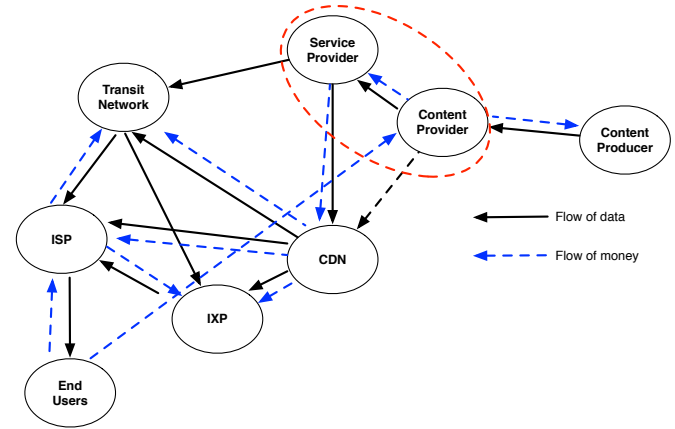 Service
Provider
Transit
Network
Content
Provider
Content
Producer
Flow of data
ISP
Flow of money
CDN
IXP
End
Users